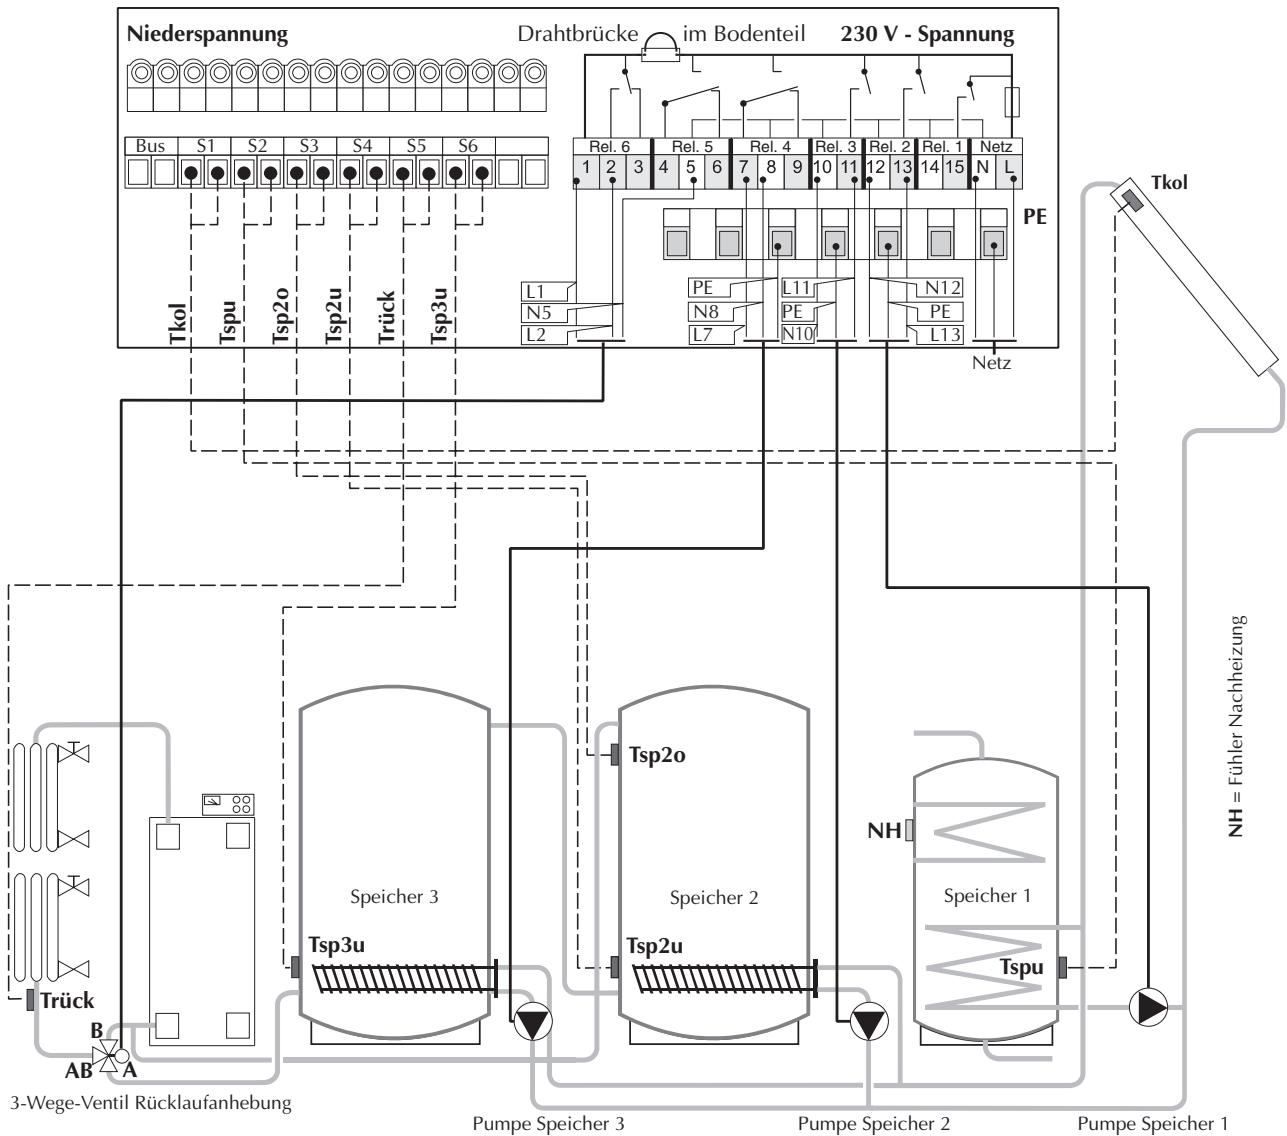 Niederspannung
Drahtbrücke im Bodenteil 230 V - Spannung
Bus S1 S2 S3 S4 S5 S6
Rel. 6 Rel. 5 Rel. 4 Rel. 3 Rel. 2 Rel. 1 Netz
1 2 3 4 5 6 7 8 9 10 11 12 13 14 15 N L
PE
Tkol
Tkol
Tspu
Tsp2o
Tsp2u
Trück
Tsp3u
L1
N5
L2
PE
N8
L7
L11
PE
N10
N12
PE
L13
Netz
NH = Fühler Nachheizung
Tsp2o
NH
Speicher 3
Speicher 2
Speicher 1
Tsp3u
Tsp2u
Tspu
Trück
B
AB
A
3-Wege-Ventil Rücklaufanhebung
Pumpe Speicher 3
Pumpe Speicher 2
Pumpe Speicher 1